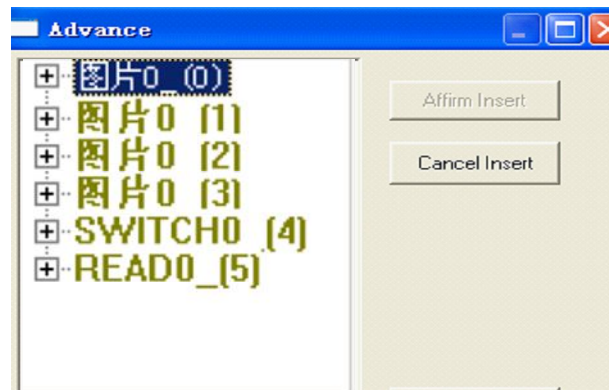 Advance
图片0_(0)
图片0_(1)
图片0_(2)
图片0_(3)
SWITCH0_(4)
READ0_(5)
Affirm Insert
Cancel Insert